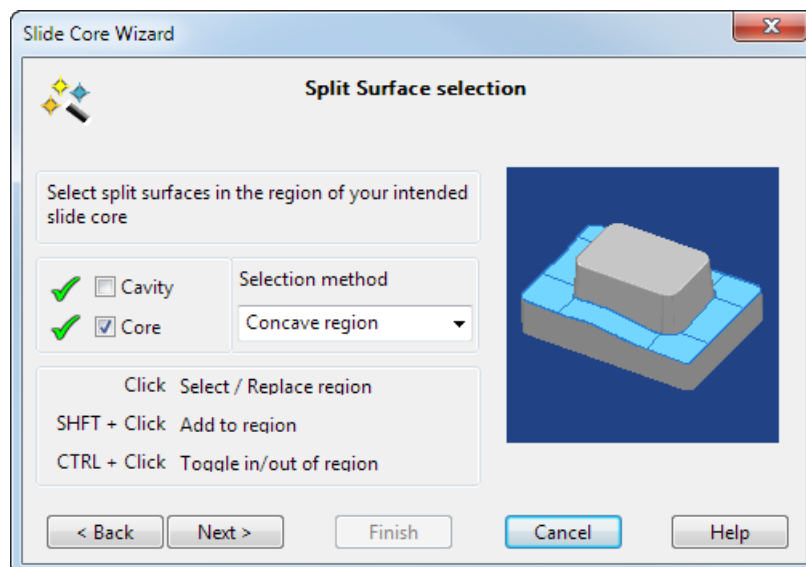 Slide Core Wizard
Split Surface selection
Select split surfaces in the region of your intended
slide core
Cavity
Core
Selection method
Concave region
Click Select / Replace region
SHFT + Click Add to region
CTRL + Click Toggle in/out of region
< Back Next > Finish Cancel Help